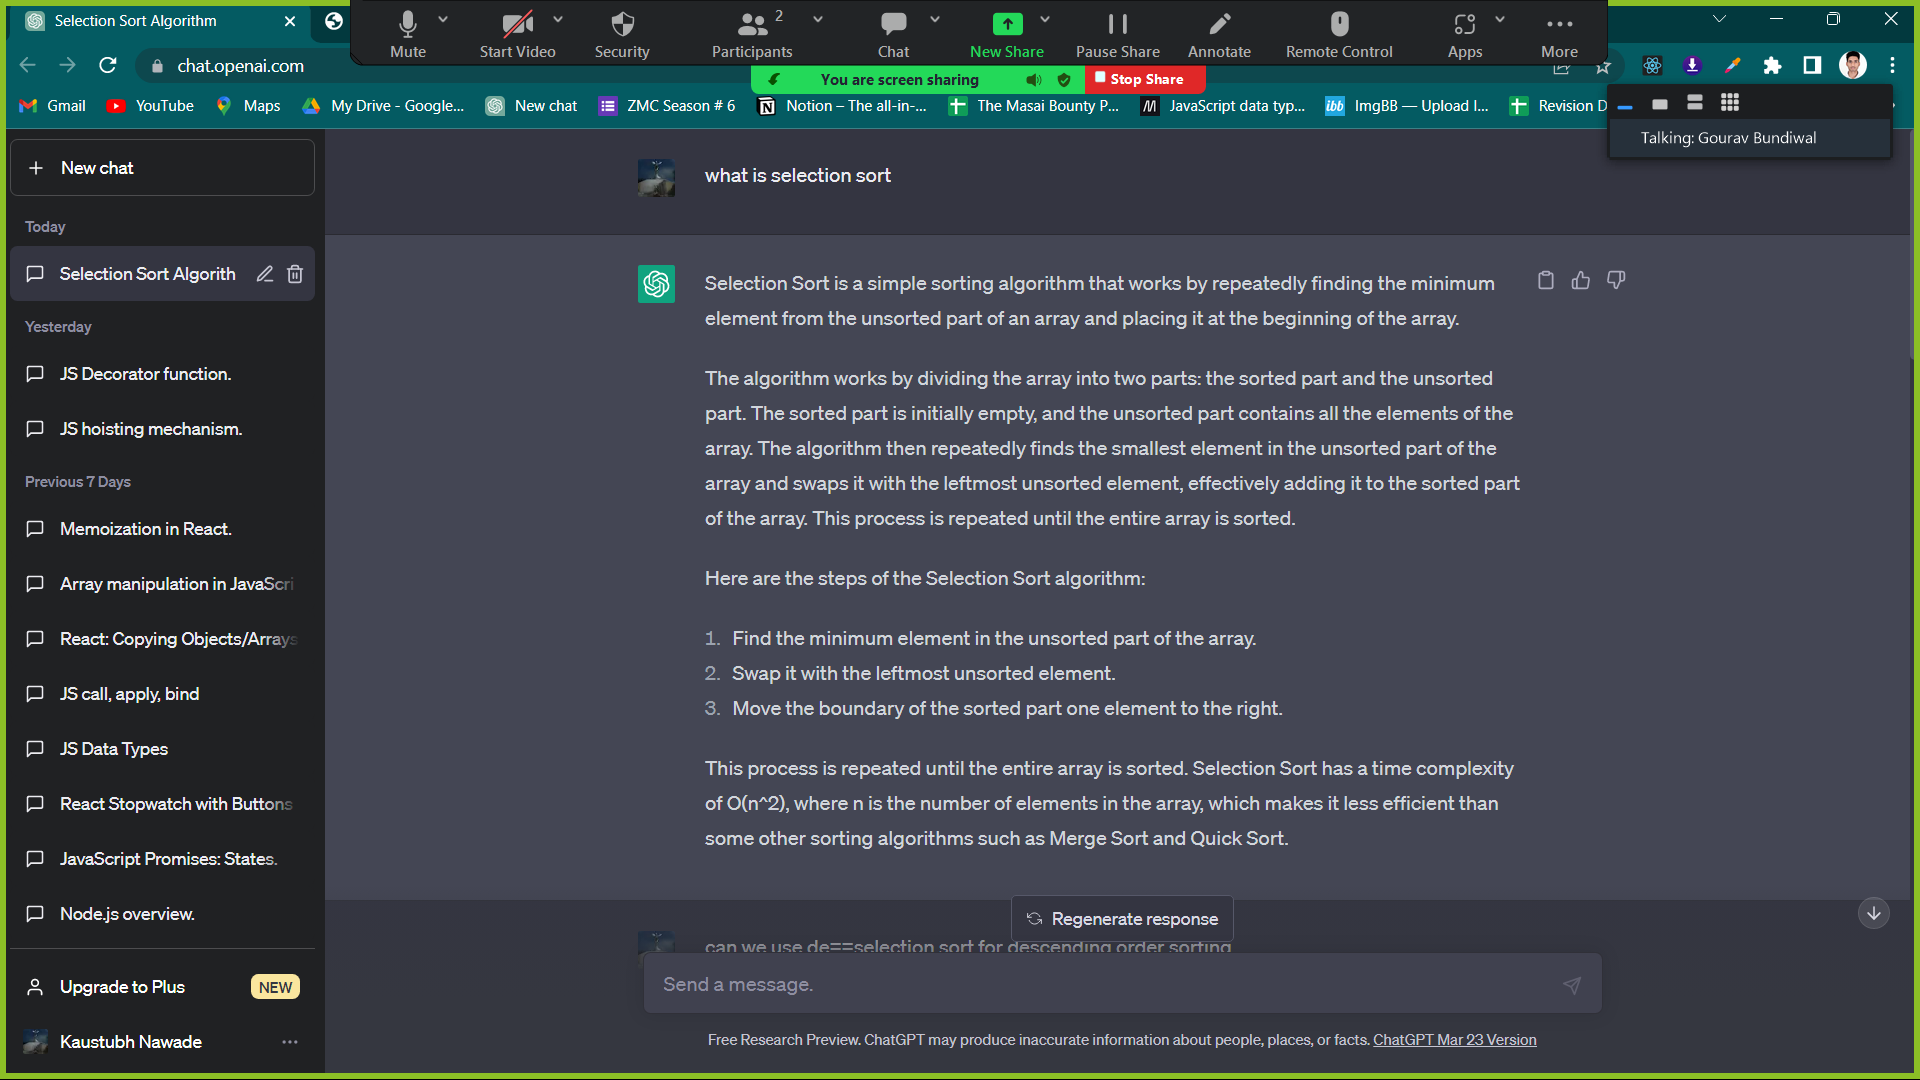 Selection Sort Algorithm
Mute
Start Video
Security
Participants
2
Chat
New Share
Pause Share
Annotate
Remote Control
Apps
More
chat.openai.com
You are screen sharing
Stop Share
Gmail
YouTube
Maps
My Drive - Google...
New chat
ZMC Season # 6
Notion – The all-in-...
The Masai Bounty P...
JavaScript data typ...
ibb
ImgBB — Upload I...
Revision D
Talking: Gourav Bundiwal
New chat
Today
Selection Sort Algorith
Yesterday
JS Decorator function.
JS hoisting mechanism.
Previous 7 Days
Memoization in React.
Array manipulation in JavaScri
React: Copying Objects/Arrays
JS call, apply, bind
JS Data Types
React Stopwatch with Buttons
JavaScript Promises: States.
Node.js overview.
Upgrade to Plus
NEW
Kaustubh Nawade
what is selection sort
Selection Sort is a simple sorting algorithm that works by repeatedly finding the minimum
element from the unsorted part of an array and placing it at the beginning of the array.
The algorithm works by dividing the array into two parts: the sorted part and the unsorted
part. The sorted part is initially empty, and the unsorted part contains all the elements of the
array. The algorithm then repeatedly finds the smallest element in the unsorted part of the
array and swaps it with the leftmost unsorted element, effectively adding it to the sorted part
of the array. This process is repeated until the entire array is sorted.
Here are the steps of the Selection Sort algorithm:
1. Find the minimum element in the unsorted part of the array.
2. Swap it with the leftmost unsorted element.
3. Move the boundary of the sorted part one element to the right.
This process is repeated until the entire array is sorted. Selection Sort has a time complexity
of O(n^2), where n is the number of elements in the array, which makes it less efficient than
some other sorting algorithms such as Merge Sort and Quick Sort.
Regenerate response
can we use de==selection sort for descending order sorting
Send a message.
Free Research Preview. ChatGPT may produce inaccurate information about people, places, or facts. ChatGPT Mar 23 Version